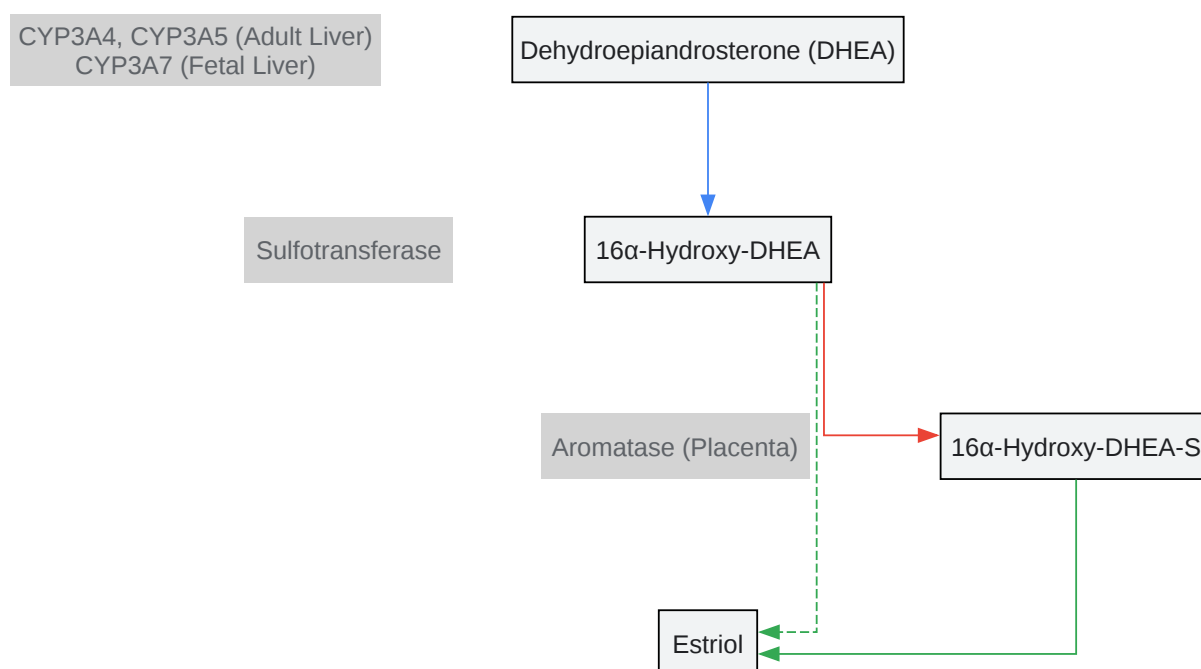 CYP3A4, CYP3A5 (Adult Liver)
CYP3A7 (Fetal Liver)
Dehydroepiandrosterone (DHEA)
Sulfotransferase
16α-Hydroxy-DHEA
Aromatase (Placenta)
16α-Hydroxy-DHEA-S
Estriol